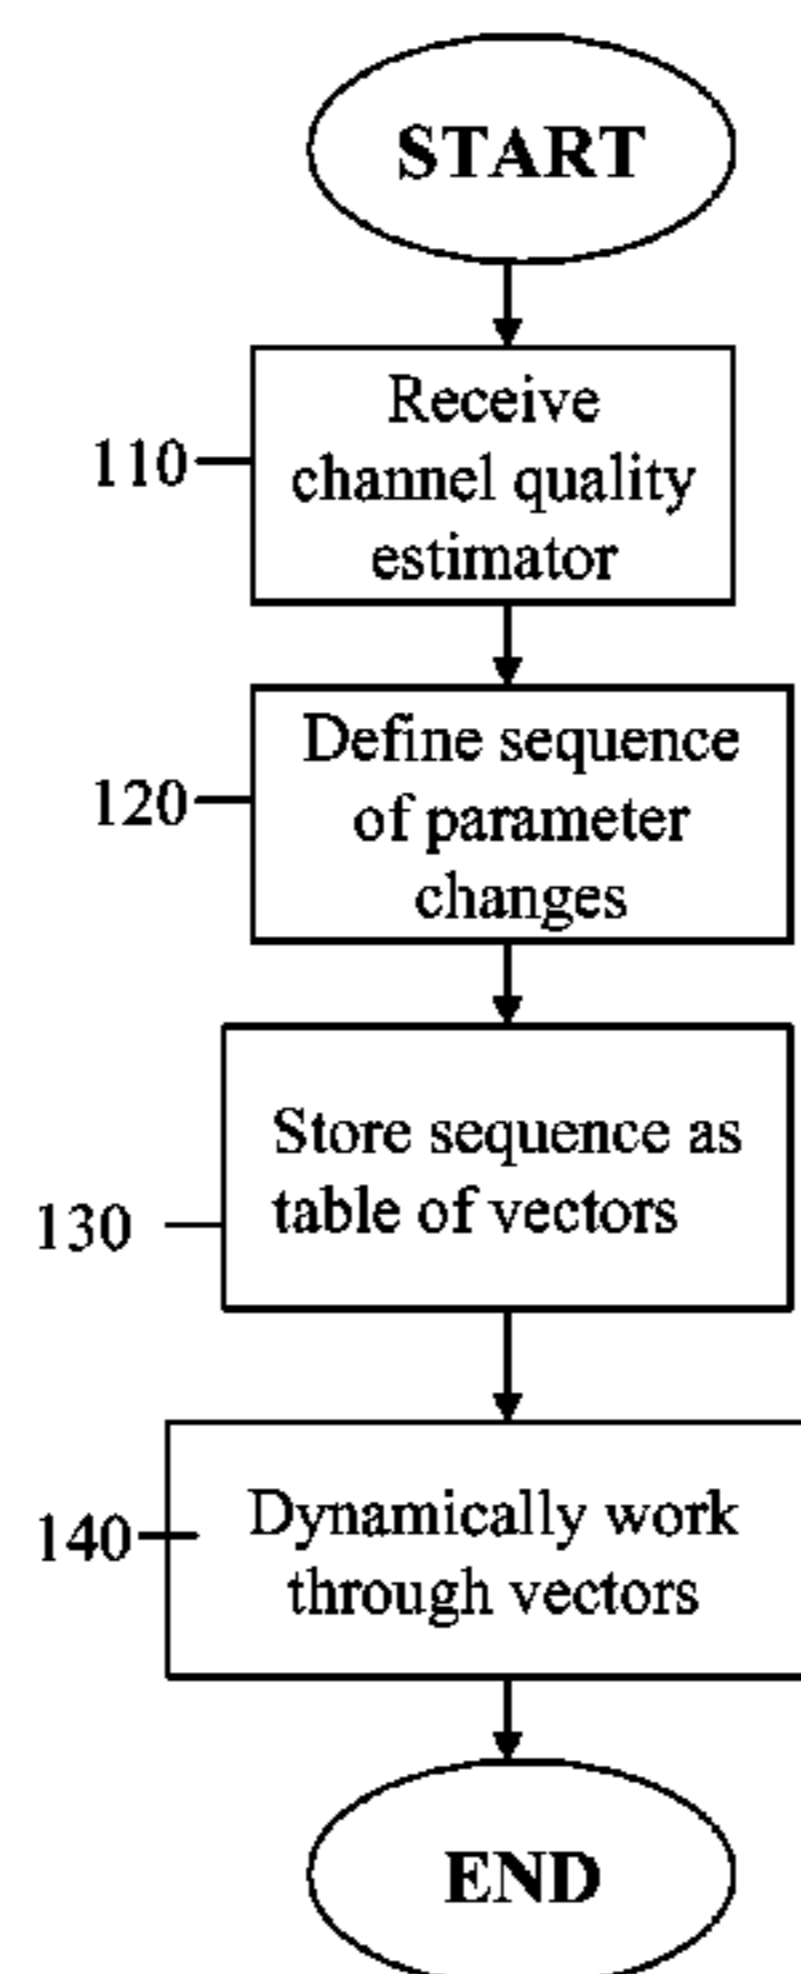 START
110
Receive
channel quality
estimator
120
Define sequence
of parameter
changes
130
Store sequence as
table of vectors
140
Dynamically work
through vectors
END